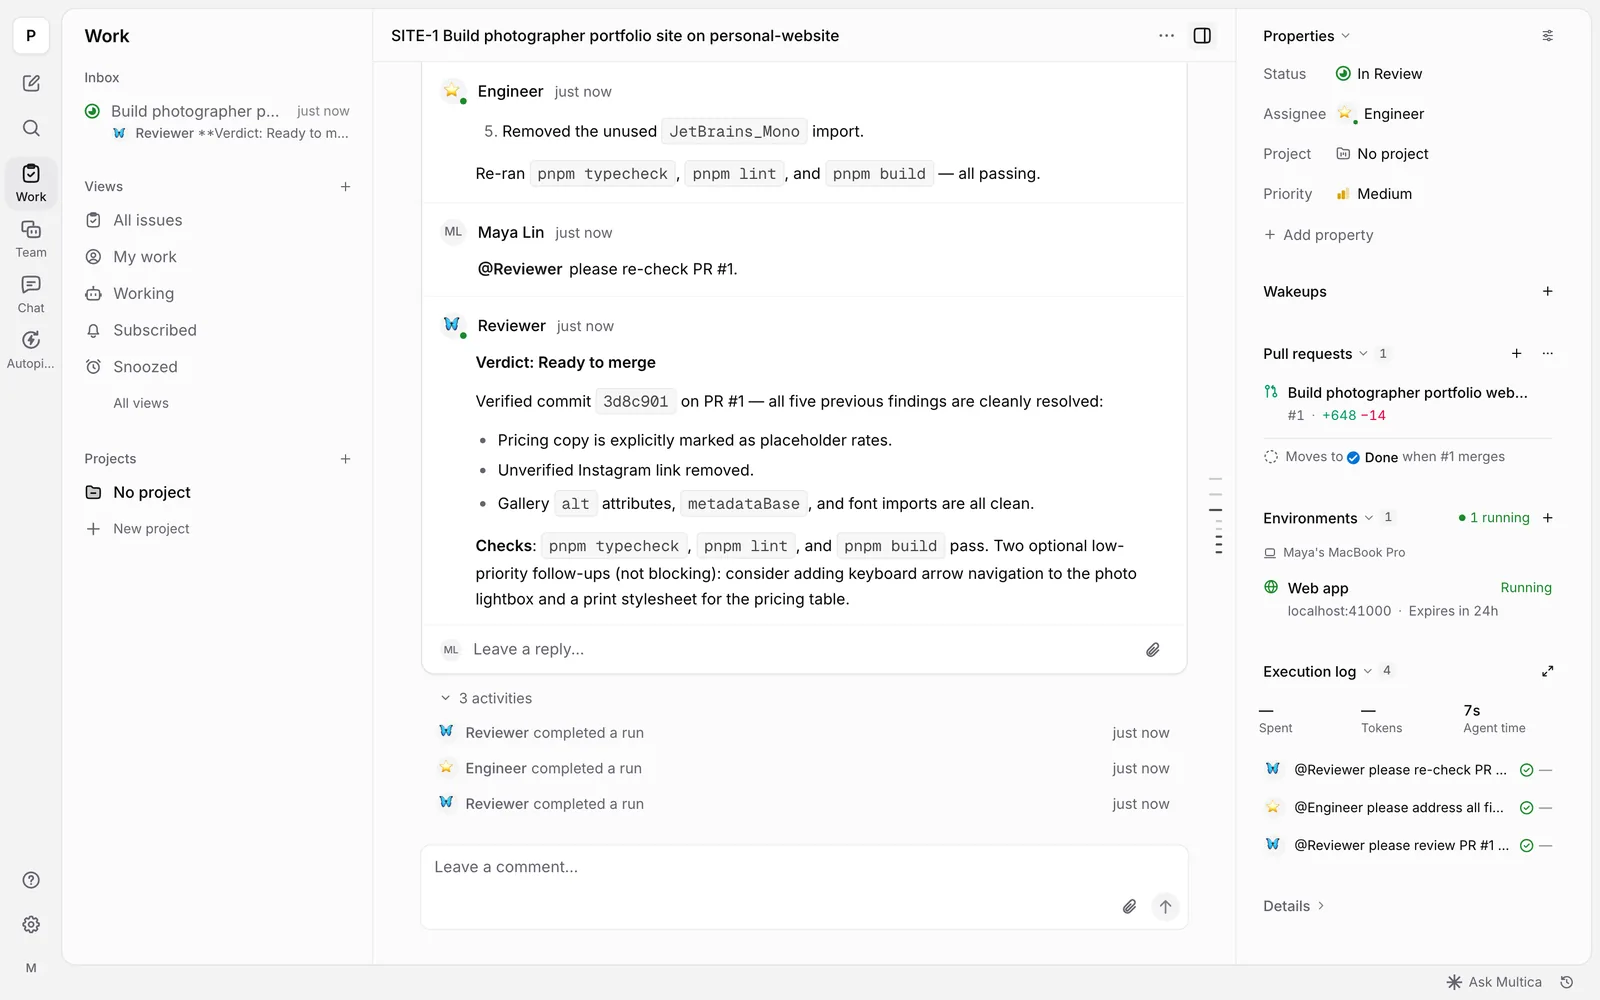 P
Work
Team
Chat
Autopi...
M
Work
Inbox
Build photographer p... just now
Reviewer **Verdict: Ready to m...
Views
All issues
My work
Working
Subscribed
Snoozed
All views
Projects
No project
New project
SITE-1 Build photographer portfolio site on personal-website
Engineer just now
5. Removed the unused JetBrains_Mono import.
Re-ran pnpm typecheck, pnpm lint, and pnpm build — all passing.
ML Maya Lin just now
@Reviewer please re-check PR #1.
Reviewer just now
Verdict: Ready to merge
Verified commit 3d8c901 on PR #1 — all five previous findings are cleanly resolved:
• Pricing copy is explicitly marked as placeholder rates.
• Unverified Instagram link removed.
• Gallery alt attributes, metadataBase, and font imports are all clean.
Checks: pnpm typecheck, pnpm lint, and pnpm build pass. Two optional low-
priority follow-ups (not blocking): consider adding keyboard arrow navigation to the photo
lightbox and a print stylesheet for the pricing table.
ML Leave a reply...
3 activities
Reviewer completed a run just now
Engineer completed a run just now
Reviewer completed a run just now
Leave a comment...
Properties
Status In Review
Assignee Engineer
Project No project
Priority Medium
+ Add property
Wakeups
Pull requests 1
Build photographer portfolio web...
#1 · +648 −14
Moves to Done when #1 merges
Environments 1 1 running
Maya's MacBook Pro
Web app Running
localhost:41000 · Expires in 24h
Execution log 4
— — 7s
Spent Tokens Agent time
@Reviewer please re-check PR ... —
@Engineer please address all fi... —
@Reviewer please review PR #1 ... —
Details
Ask Multica